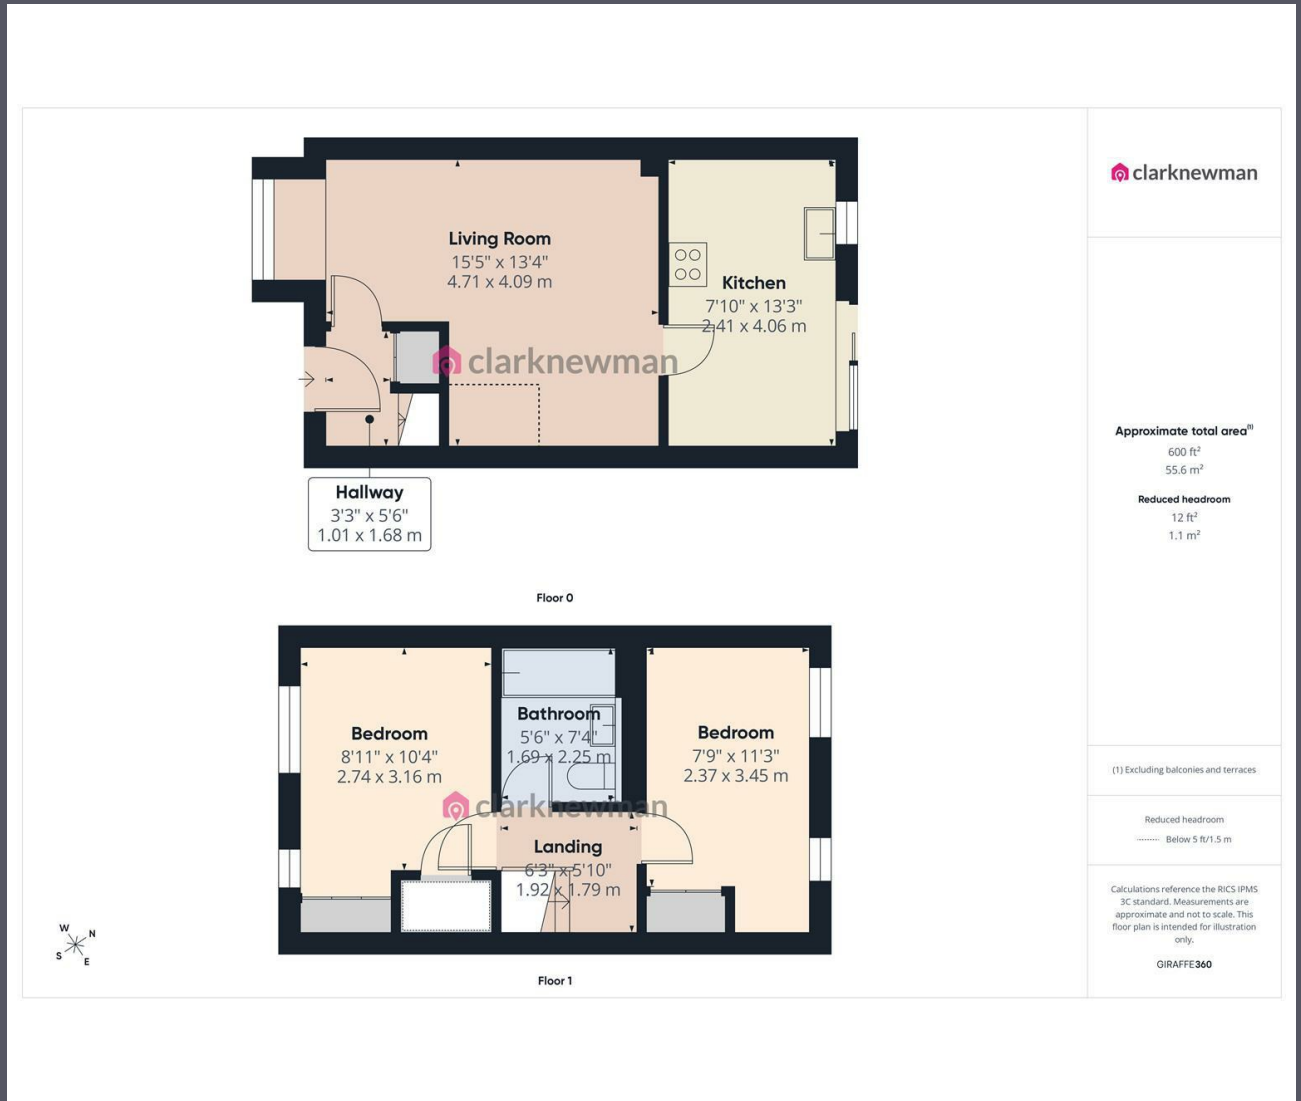 Living Room
15'5" x 13'4"
4.71 x 4.09 m
Kitchen
7'10" x 13'3"
2.41 x 4.06 m
clarknewman
Hallway
3'3" x 5'6"
1.01 x 1.68 m
Floor 0
Bedroom
8'11" x 10'4"
2.74 x 3.16 m
Bathroom
5'6" x 7'4"
1.69 x 2.25 m
Bedroom
7'9" x 11'3"
2.37 x 3.45 m
clarknewman
Landing
6'3" x 5'10"
1.92 x 1.79 m
Floor 1
W
N
S
E
clarknewman
Approximate total area(1)
600 ft²
55.6 m²
Reduced headroom
12 ft²
1.1 m²
(1) Excluding balconies and terraces
Reduced headroom
Below 5 ft/1.5 m
Calculations reference the RICS IPMS
3C standard. Measurements are
approximate and not to scale. This
floor plan is intended for illustration
only.
GIRAFFE360